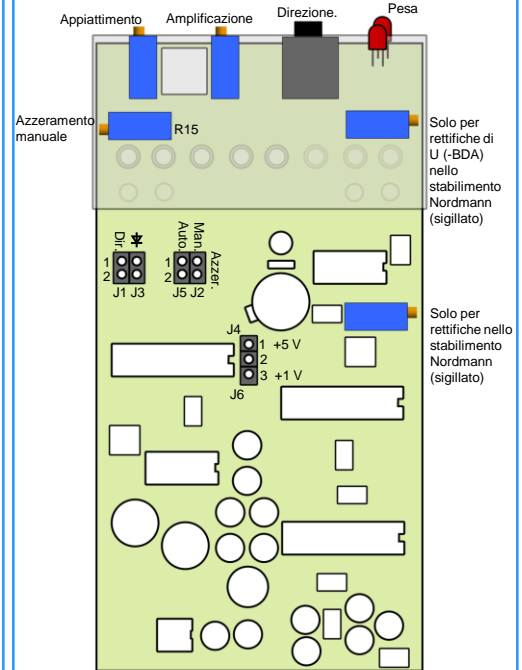 Appiattimento
Amplificazione
Direzione.
Pesa
Azzeramento
manuale
R15
Solo per
rettifiche di
U (-BDA)
nello
stabilimento
Nordmann
(sigillato)
Dir.
Auto.
Man.
Azzer.
1
2
1
2
J1 J3
J5 J2
Solo per
rettifiche nello
stabilimento
Nordmann
(sigillato)
J4
1 +5 V
2
3 +1 V
J6